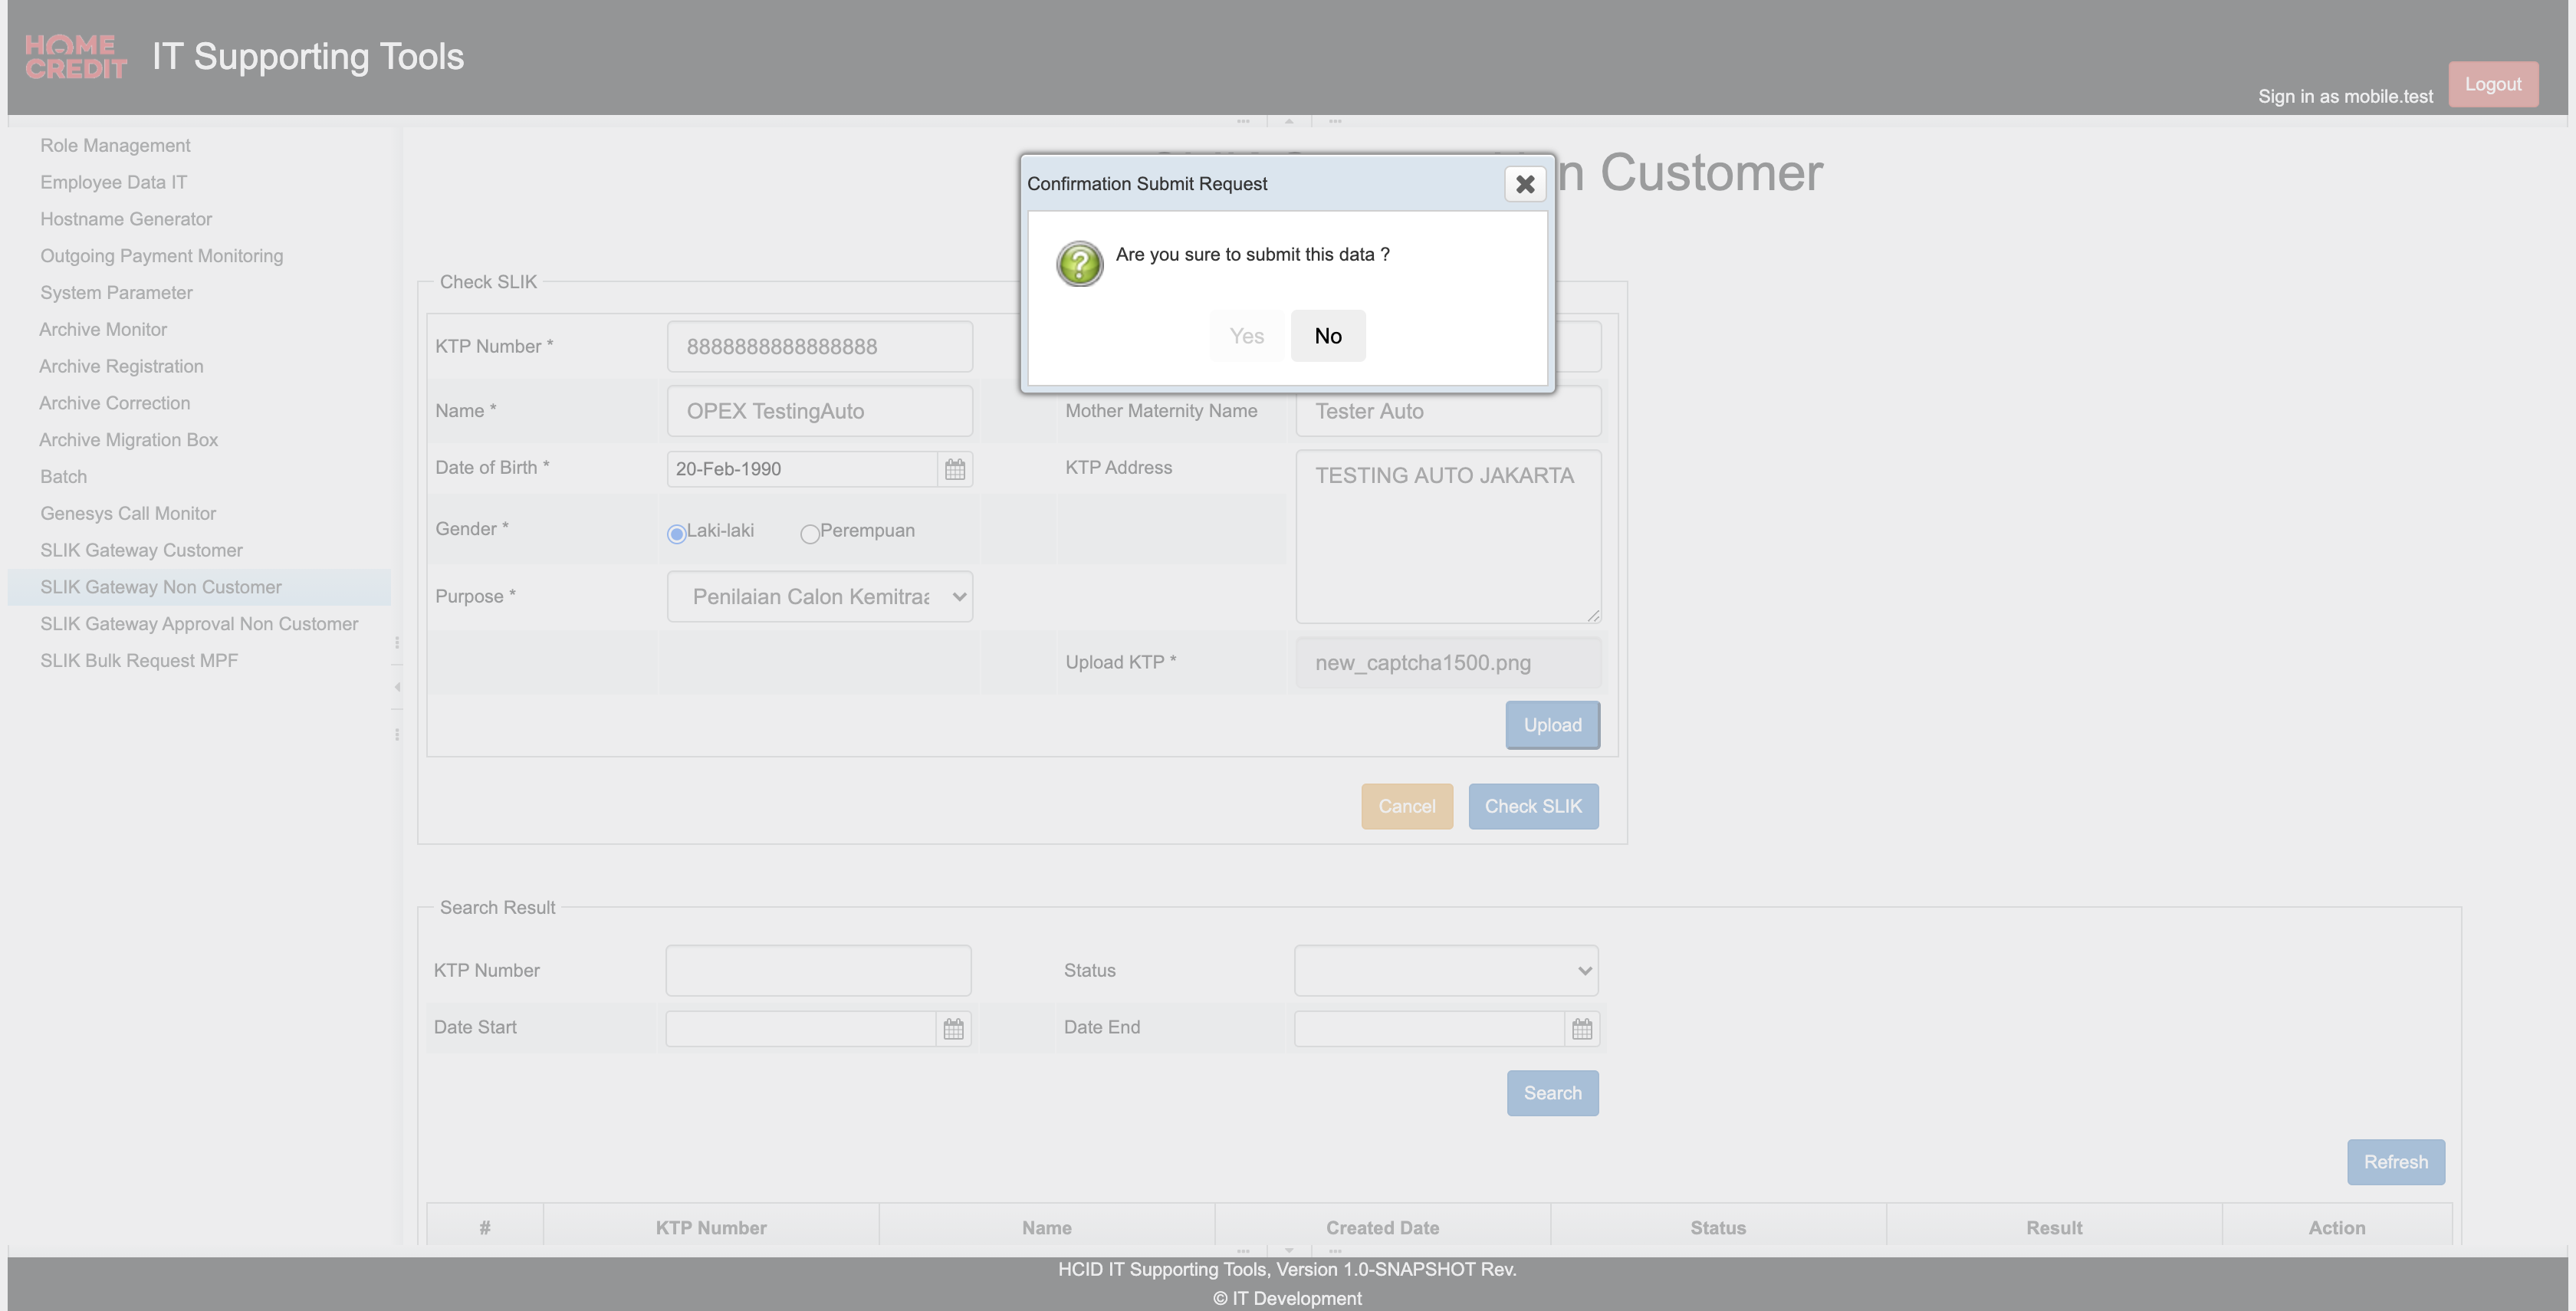 HOME
CREDIT
IT Supporting Tools
Sign in as mobile.test
Logout
Role Management
Employee Data IT
Hostname Generator
Outgoing Payment Monitoring
System Parameter
Archive Monitor
Archive Registration
Archive Correction
Archive Migration Box
Batch
Genesys Call Monitor
SLIK Gateway Customer
SLIK Gateway Non Customer
SLIK Gateway Approval Non Customer
SLIK Bulk Request MPF
n Customer
Confirmation Submit Request
Are you sure to submit this data ?
Yes No
Check SLIK
KTP Number * 8888888888888888
Name * OPEX TestingAuto Mother Maternity Name Tester Auto
Date of Birth * 20-Feb-1990 KTP Address TESTING AUTO JAKARTA
Gender * Laki-laki Perempuan
Purpose * Penilaian Calon Kemitraa
Upload KTP * new_captcha1500.png
Upload
Cancel Check SLIK
Search Result
KTP Number Status
Date Start Date End
Search
Refresh
# KTP Number Name Created Date Status Result Action
HCID IT Supporting Tools, Version 1.0-SNAPSHOT Rev.
© IT Development